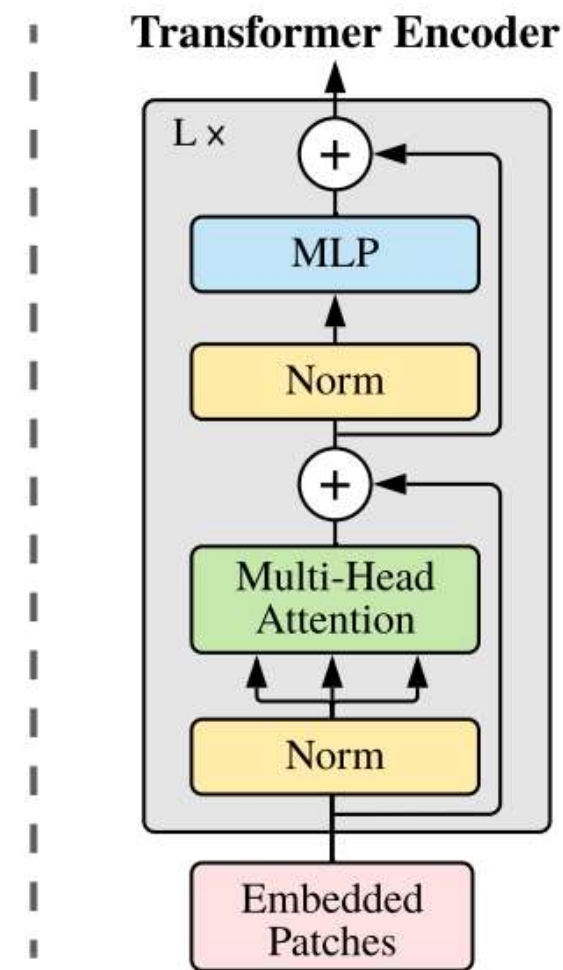 Transformer Encoder
L ×
+
MLP
Norm
+
Multi-Head
Attention
Norm
Embedded
Patches